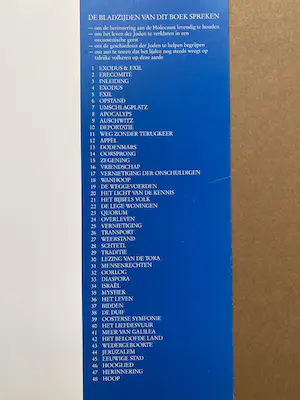 DE BLADZIJDEN VAN DIT BOEK SPREKEN
— om de herinnering aan de Holocaust levendig te houden.
— om het leven der Joden te verklaren in een
oecumenische geest
— om de geschiedenis der Joden te helpen begrijpen
— om aan te tonen dat het lijden nog steeds weegt op
talrijke volkeren op deze aarde
1 EXODUS & EXIL
2 ERECOMITÉ
3 INLEIDING
4 EXODUS
5 EXIL
6 OPSTAND
7 UMSCHLAGPLATZ
8 APOCALYPS
9 AUSCHWITZ
10 DEPORTATIE
11 WEG ZONDER TERUGKEER
12 APPEL
13 DODENMARS
14 OORSPRONG
15 ZEGENING
16 VRIENDSCHAP
17 VERNIETIGING DER ONSCHULDIGEN
18 WANHOOP
19 DE WEGGEVOERDEN
20 HET LICHT VAN DE KENNIS
21 HET BIJBELS VOLK
22 DE LEGE WONINGEN
23 QUORUM
24 OVERLEVEN
25 VERNIETIGING
26 TRANSPORT
27 WEERSTAND
28 SCHTETL
29 TRADITIE
30 LEZING VAN DE TORA
31 MENSENRECHTEN
32 OORLOG
33 DIASPORA
34 ISRAËL
35 MYSTIEK
36 HET LEVEN
37 BIDDEN
38 DE DUIF
39 OOSTERSE SYMFONIE
40 HET LIEFDESVUUR
41 MEER VAN GALILEA
42 HET BELOOFDE LAND
43 WEDERGEBOORTE
44 JERUZALEM
45 EEUWIGE STAD
46 HOOGLIED
47 HERINNERING
48 HOOP